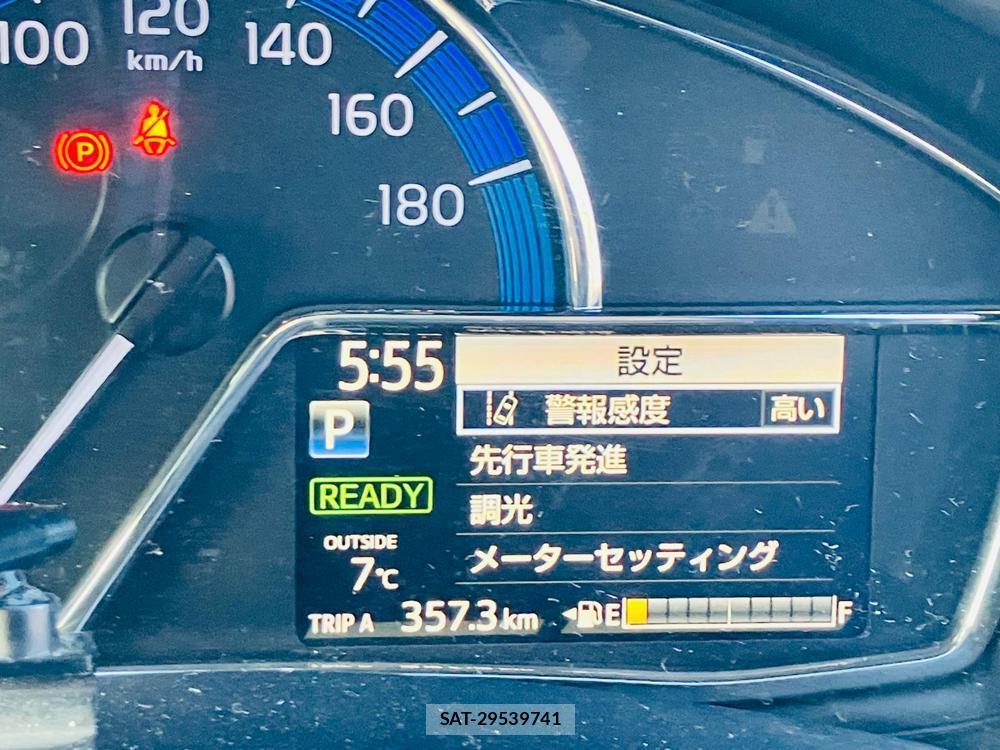 100
120
140
km/h
160
180
P
5:55
設定
P
警報感度 高い
先行車発進
READY
調光
OUTSIDE
7℃
メーターセッティング
TRIP A 357.3 km
E F
SAT-29539741